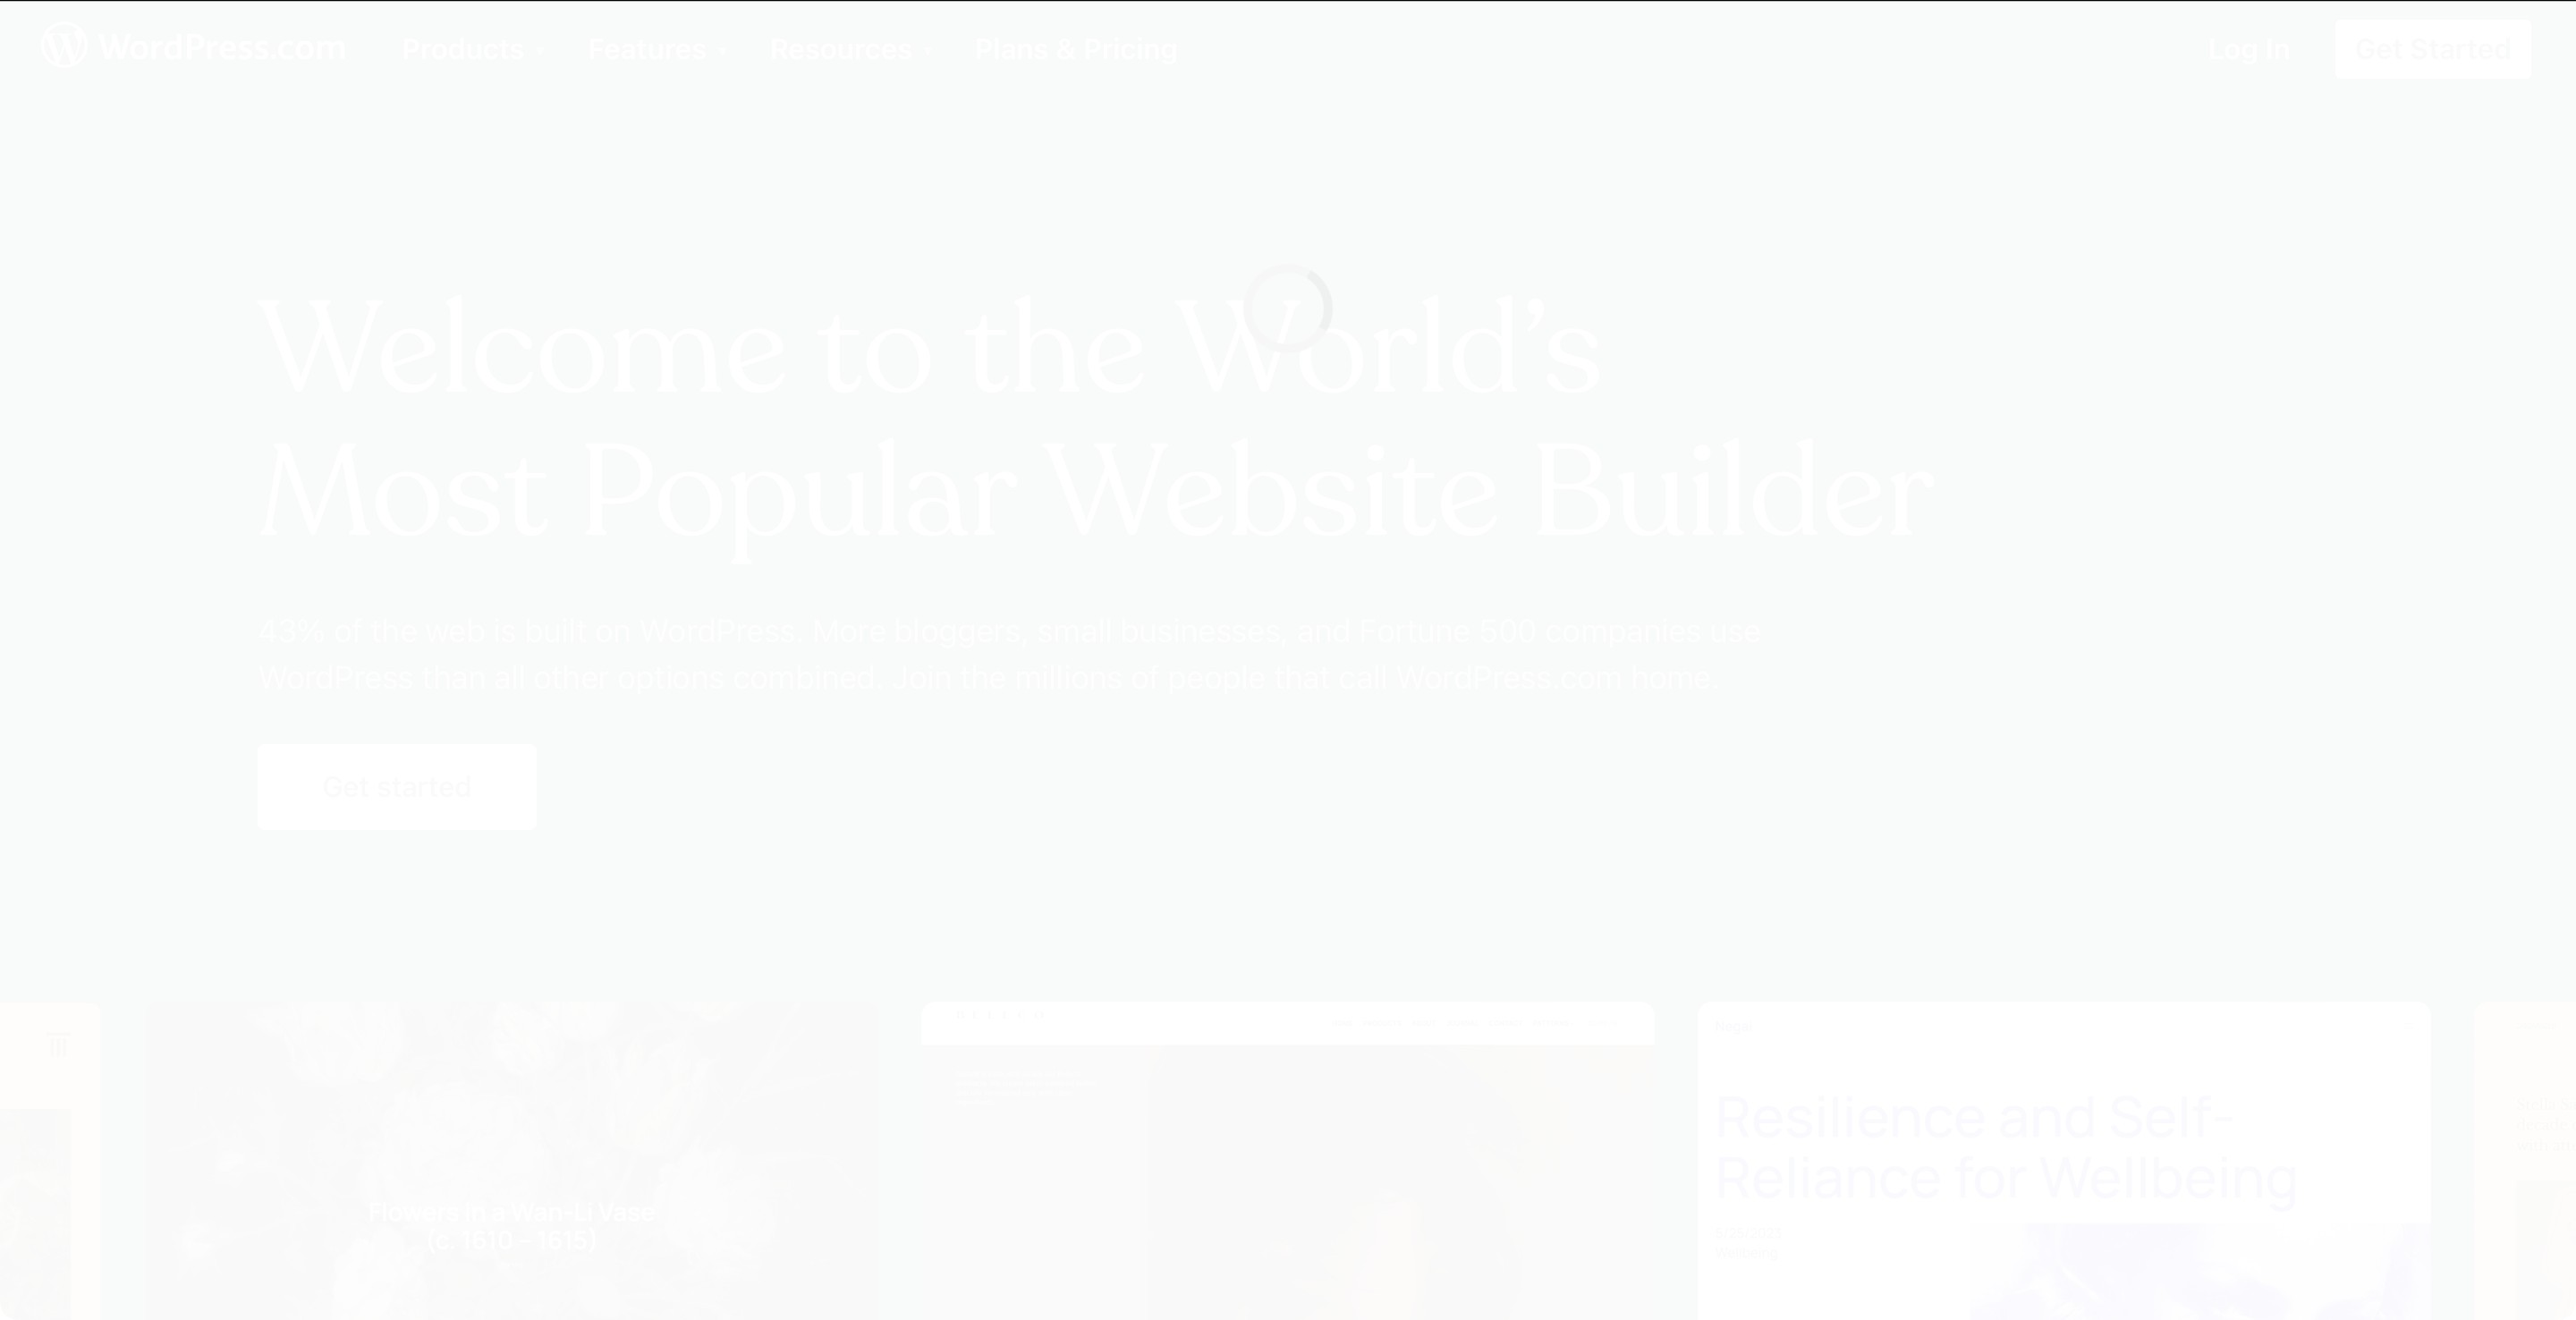 WordPress.com
Products
Features
Resources
Plans & Pricing
Log In
Get Started
Welcome to the World’s
Most Popular Website Builder
43% of the web is built on WordPress. More bloggers, small businesses, and Fortune 500 companies use
WordPress than all other options combined. Join the millions of people that call WordPress.com home.
Get started
Flowers in a Wan-Li Vase
(c. 1610 - 1615)
Resilience and Self-
Reliance for Wellbeing
Wellbeing